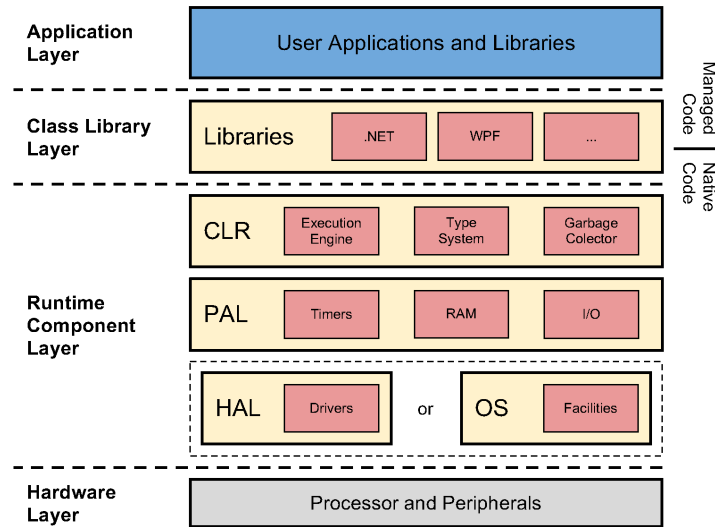 Application
Layer
User Applications and Libraries
Managed
Code
Class Library
Layer
Libraries
.NET
WPF
...
Native
Code
Runtime
Component
Layer
CLR
Execution
Engine
Type
System
Garbage
Colector
PAL
Timers
RAM
I/O
HAL
Drivers
or
OS
Facilities
Hardware
Layer
Processor and Peripherals